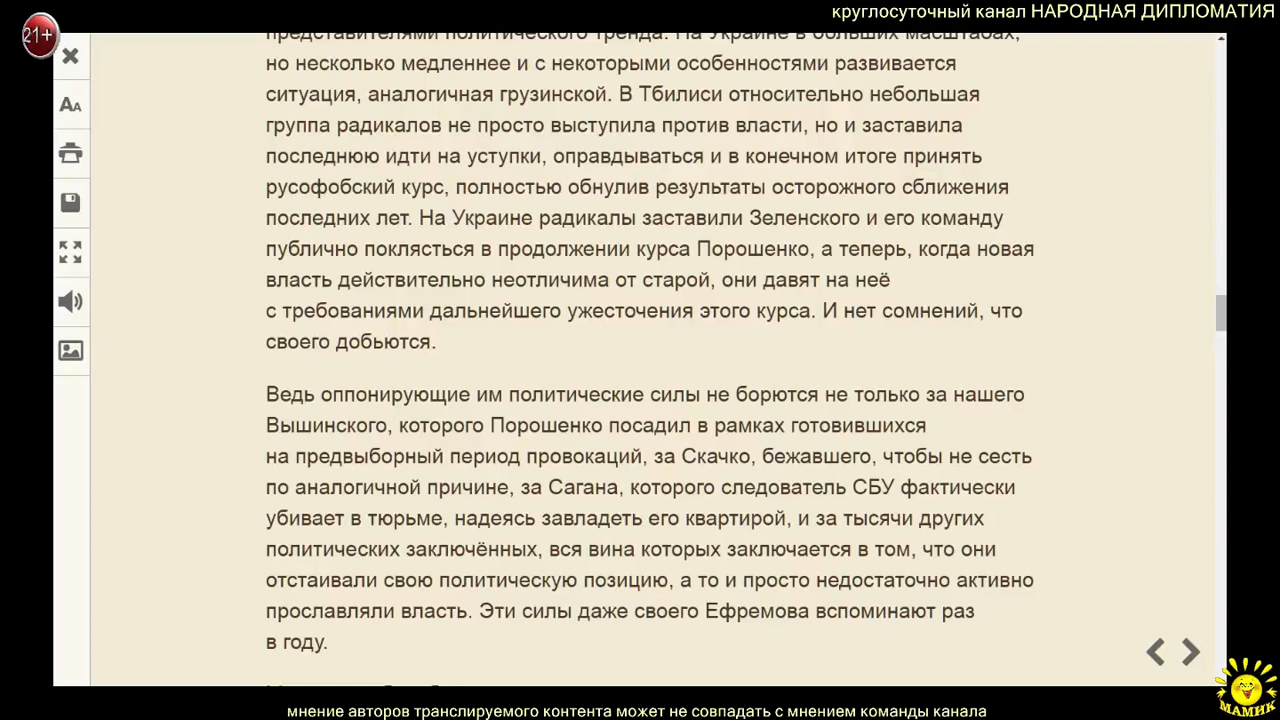 круглосуточный канал НАРОДНАЯ ДИПЛОМАТИЯ
21+
представителями политического тренда. На Украине в больших масштабах,
но несколько медленнее и с некоторыми особенностями развивается
ситуация, аналогичная грузинской. В Тбилиси относительно небольшая
группа радикалов не просто выступила против власти, но и заставила
последнюю идти на уступки, оправдываться и в конечном итоге принять
русофобский курс, полностью обнулив результаты осторожного сближения
последних лет. На Украине радикалы заставили Зеленского и его команду
публично поклясться в продолжении курса Порошенко, а теперь, когда новая
власть действительно неотличима от старой, они давят на неё
с требованиями дальнейшего ужесточения этого курса. И нет сомнений, что
своего добьются.
Ведь оппонирующие им политические силы не борются не только за нашего
Вышинского, которого Порошенко посадил в рамках готовившихся
на предвыборный период провокаций, за Скачко, бежавшего, чтобы не сесть
по аналогичной причине, за Сагана, которого следователь СБУ фактически
убивает в тюрьме, надеясь завладеть его квартирой, и за тысячи других
политических заключённых, вся вина которых заключается в том, что они
отстаивали свою политическую позицию, а то и просто недостаточно активно
прославляли власть. Эти силы даже своего Ефремова вспоминают раз
в году.
МАМИК
мнение авторов транслируемого контента может не совпадать с мнением команды канала